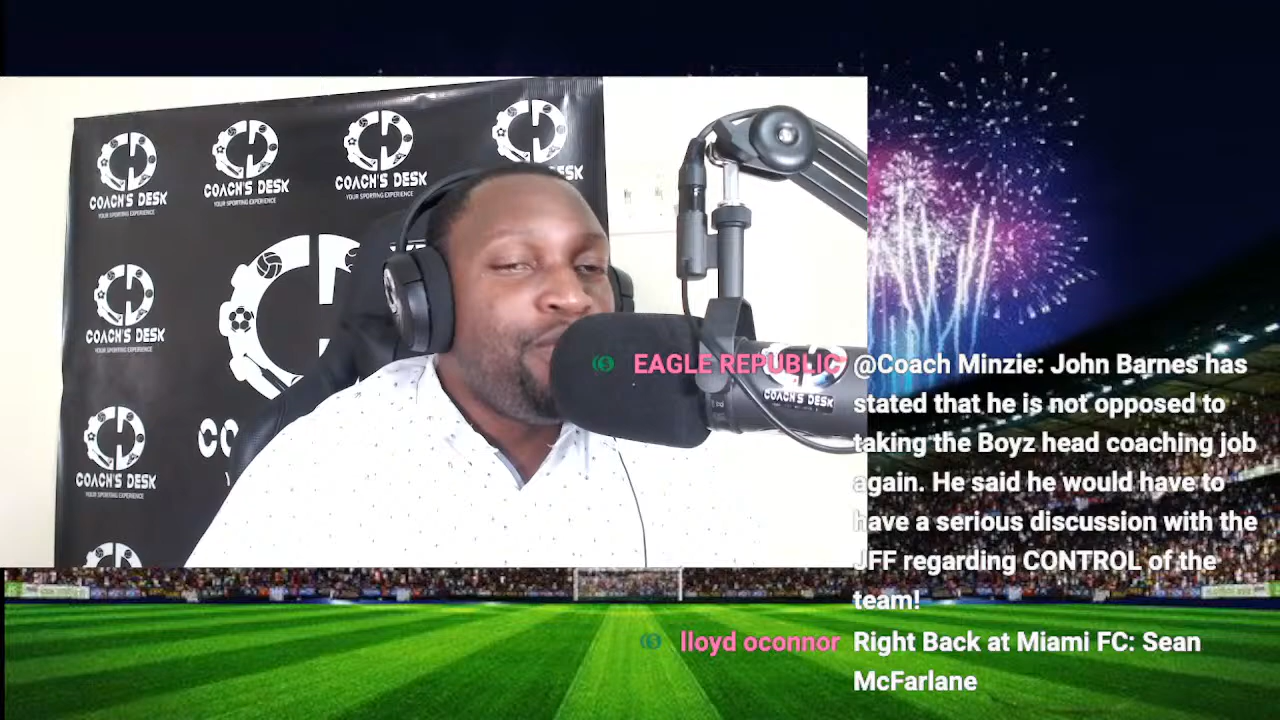 COACH'S DESK
YOUR SPORTING EXPERIENCE
COACH'S DESK
YOUR SPORTING EXPERIENCE
COACH'S DESK
YOUR SPORTING EXPERIENCE
DESK
COACH'S DESK
YOUR SPORTING EXPERIENCE
CO
COACH'S DESK
YOUR SPORTING EXPERIENCE
COACH'S DESK
EAGLE REPUBLIC @Coach Minzie: John Barnes has
stated that he is not opposed to
taking the Boyz head coaching job
again. He said he would have to
have a serious discussion with the
JFF regarding CONTROL of the
team!
lloyd oconnor Right Back at Miami FC: Sean
McFarlane